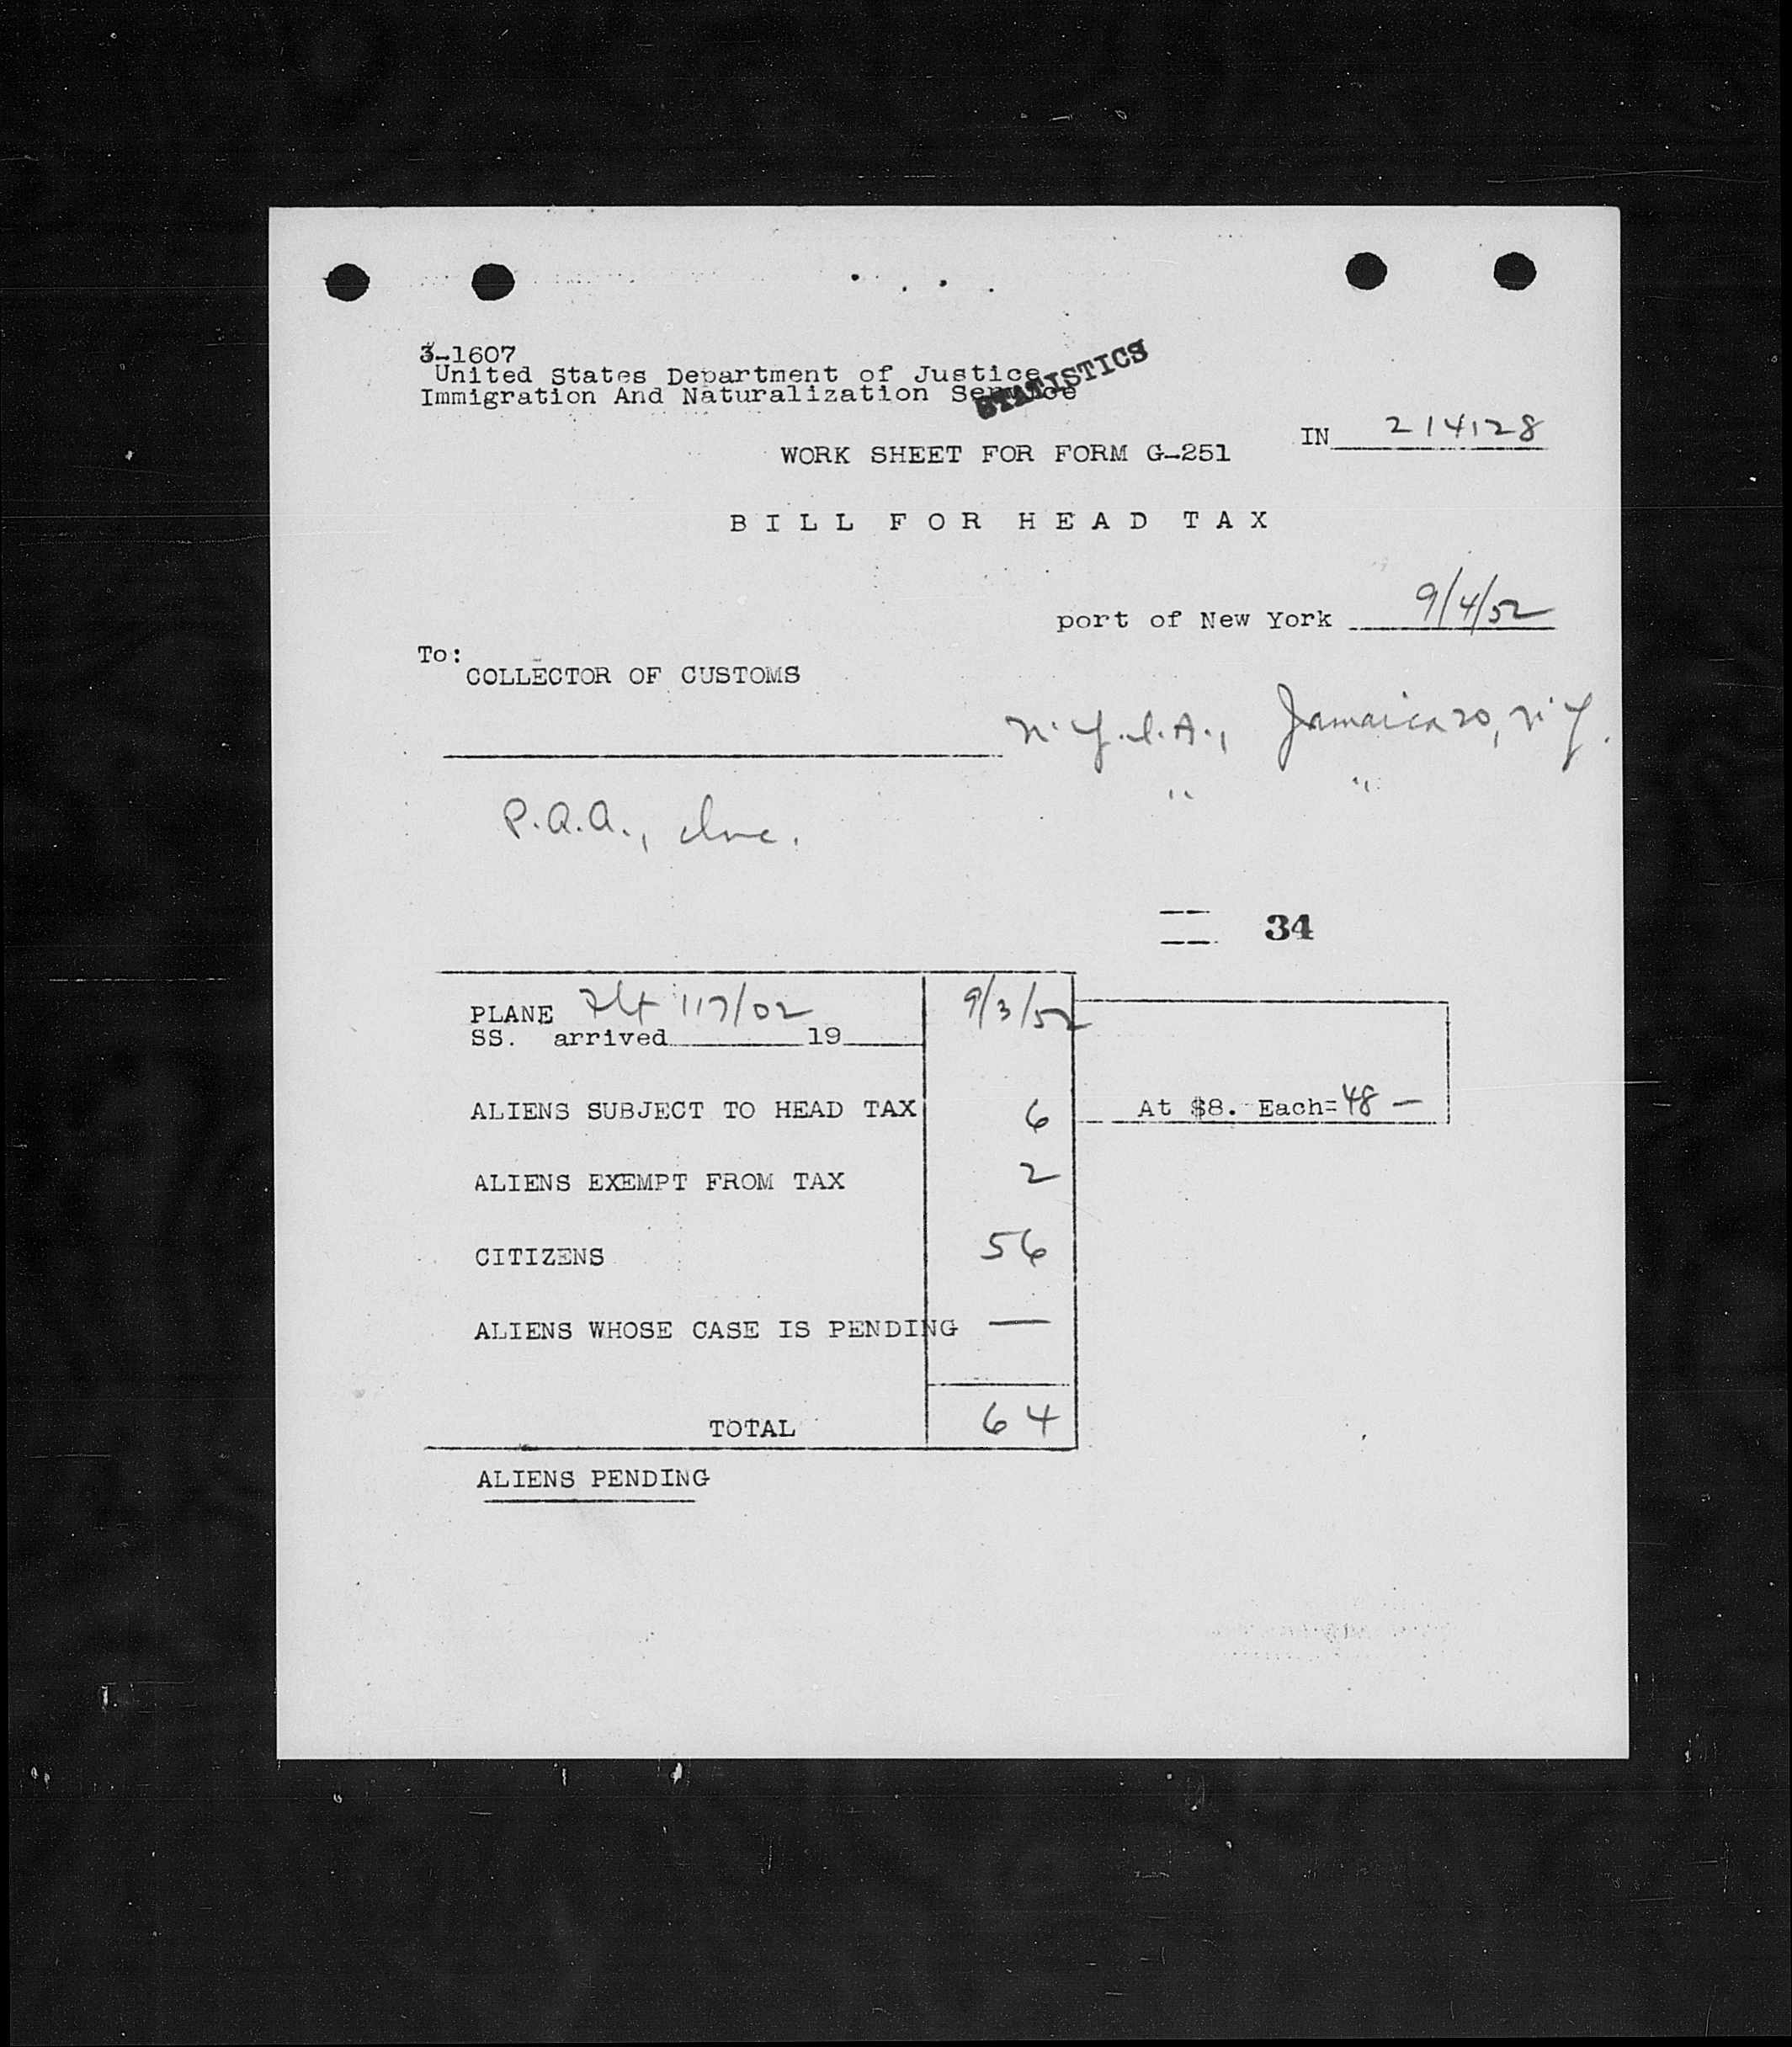 3-1607
United States Department of Justice
Immigration And Naturalization Service
STATISTICS
IN 214128
WORK SHEET FOR FORM G-251
BILL FOR HEAD TAX
port of New York 9/4/52
To:
COLLECTOR OF CUSTOMS
N.Y.I.A., Jamaica 20, N.Y.
" "
P.A.A., Inc.
34
PLANE Flt 117/02 9/3/52
SS. arrived 19
ALIENS SUBJECT TO HEAD TAX 6 At $8. Each= 48 —
ALIENS EXEMPT FROM TAX 2
CITIZENS 56
ALIENS WHOSE CASE IS PENDING —
TOTAL 64
ALIENS PENDING